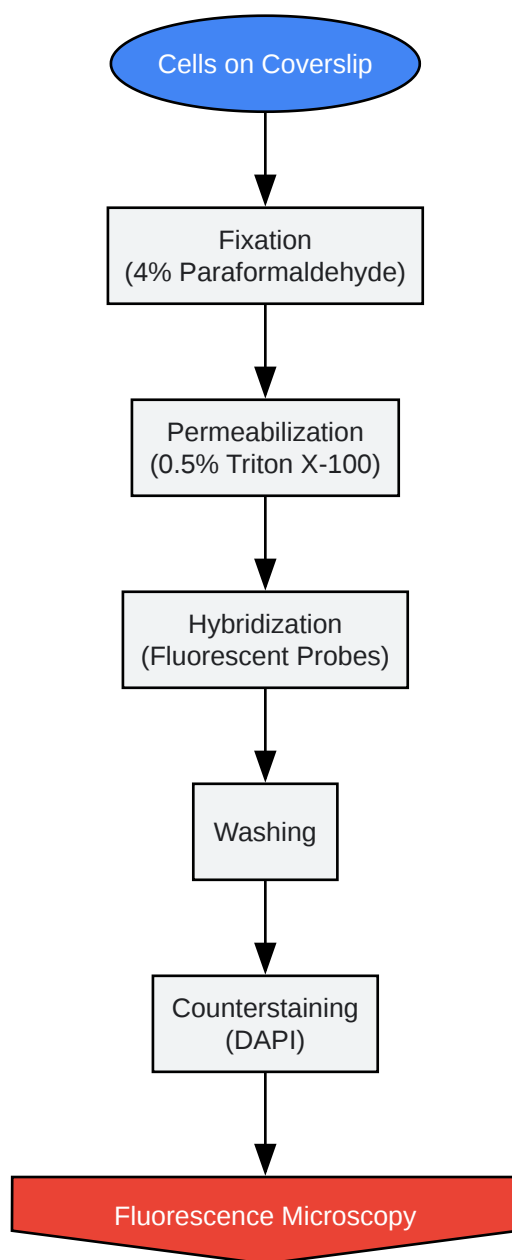 Cells on Coverslip
Fixation
(4% Paraformaldehyde)
Permeabilization
(0.5% Triton X-100)
Hybridization
(Fluorescent Probes)
Washing
Counterstaining
(DAPI)
Fluorescence Microscopy